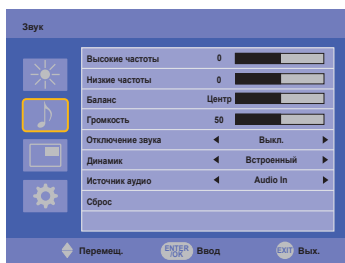 Звук
Высокие частоты 0
Низкие частоты 0
Баланс Центр
Громкость 50
Отключение звука Выкл.
Динамик Встроенный
Источник аудио Audio In
Сброс
Перемещ. ENTER /OK Ввод EXIT Вых.